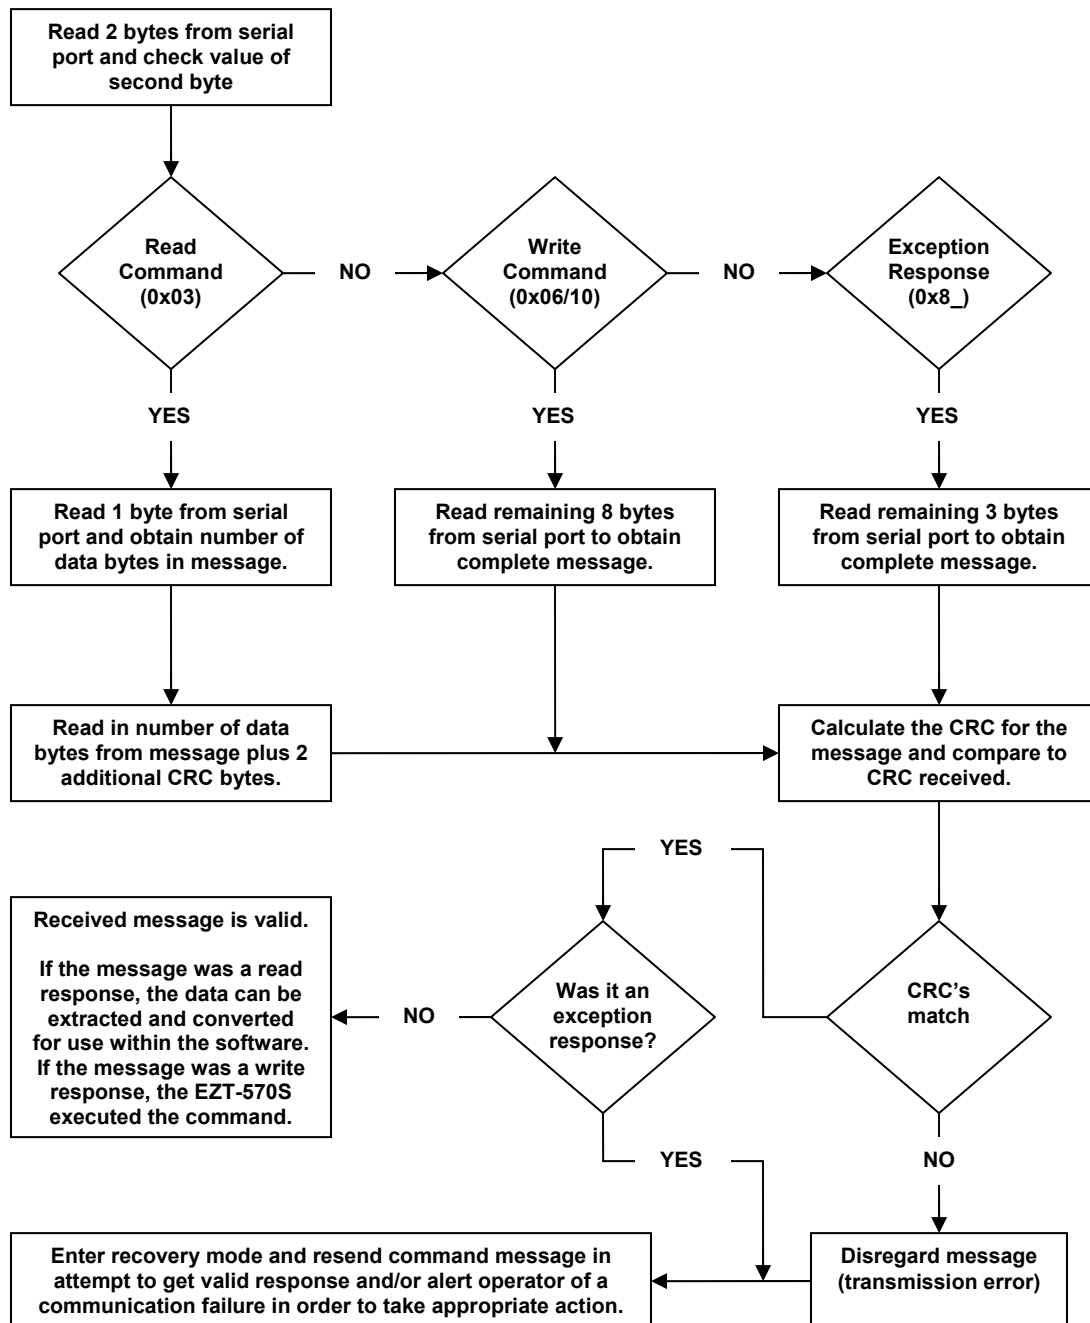 Read 2 bytes from serial
port and check value of
second byte
Read
Command
(0x03)
NO
Write
Command
(0x06/10)
NO
Exception
Response
(0x8_)
YES
YES
YES
Read 1 byte from serial
port and obtain number of
data bytes in message.
Read remaining 8 bytes
from serial port to obtain
complete message.
Read remaining 3 bytes
from serial port to obtain
complete message.
Read in number of data
bytes from message plus 2
additional CRC bytes.
Calculate the CRC for the
message and compare to
CRC received.
YES
Received message is valid.
If the message was a read
response, the data can be
extracted and converted
for use within the software.
If the message was a write
response, the EZT-570S
executed the command.
NO
Was it an
exception
response?
CRC's
match
YES
NO
Enter recovery mode and resend command message in
attempt to get valid response and/or alert operator of a
communication failure in order to take appropriate action.
Disregard message
(transmission error)